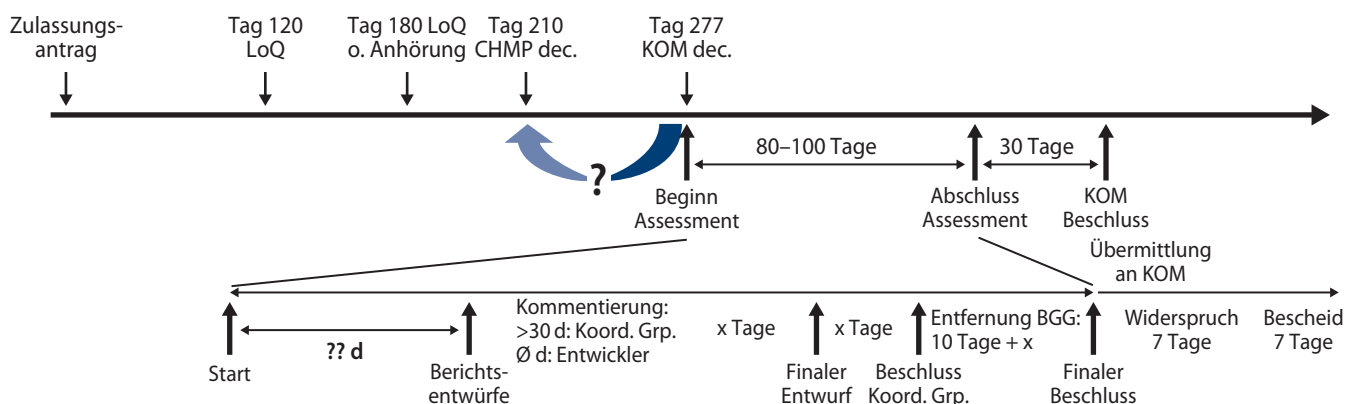 Zulassungs-
antrag
Tag 120
LoQ
Tag 180 LoQ
o. Anhörung
Tag 210
CHMP dec.
Tag 277
KOM dec.
?
80–100 Tage
30 Tage
Beginn
Assessment
Abschluss
Assessment
KOM
Beschluss
Übermittlung
an KOM
?? d
Start
Berichts-
entwürfe
Kommentierung:
>30 d: Koord. Grp.
Ø d: Entwickler
x Tage
Finaler
Entwurf
x Tage
Beschluss
Koord. Grp.
Entfernung BGG:
10 Tage + x
Finaler
Beschluss
Widerspruch
7 Tage
Bescheid
7 Tage